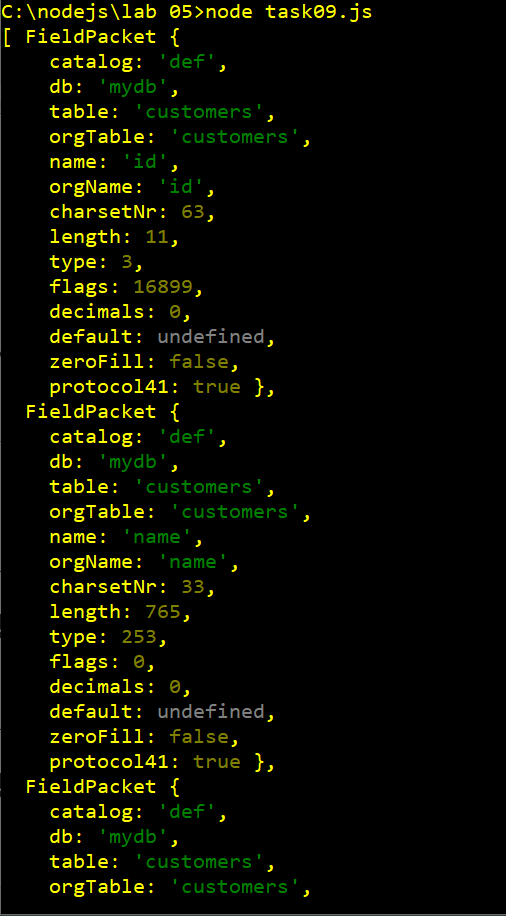 C:\nodejs\lab 05>node task09.js
[ FieldPacket {
    catalog: 'def',
    db: 'mydb',
    table: 'customers',
    orgTable: 'customers',
    name: 'id',
    orgName: 'id',
    charsetNr: 63,
    length: 11,
    type: 3,
    flags: 16899,
    decimals: 0,
    default: undefined,
    zeroFill: false,
    protocol41: true },
  FieldPacket {
    catalog: 'def',
    db: 'mydb',
    table: 'customers',
    orgTable: 'customers',
    name: 'name',
    orgName: 'name',
    charsetNr: 33,
    length: 765,
    type: 253,
    flags: 0,
    decimals: 0,
    default: undefined,
    zeroFill: false,
    protocol41: true },
  FieldPacket {
    catalog: 'def',
    db: 'mydb',
    table: 'customers',
    orgTable: 'customers',